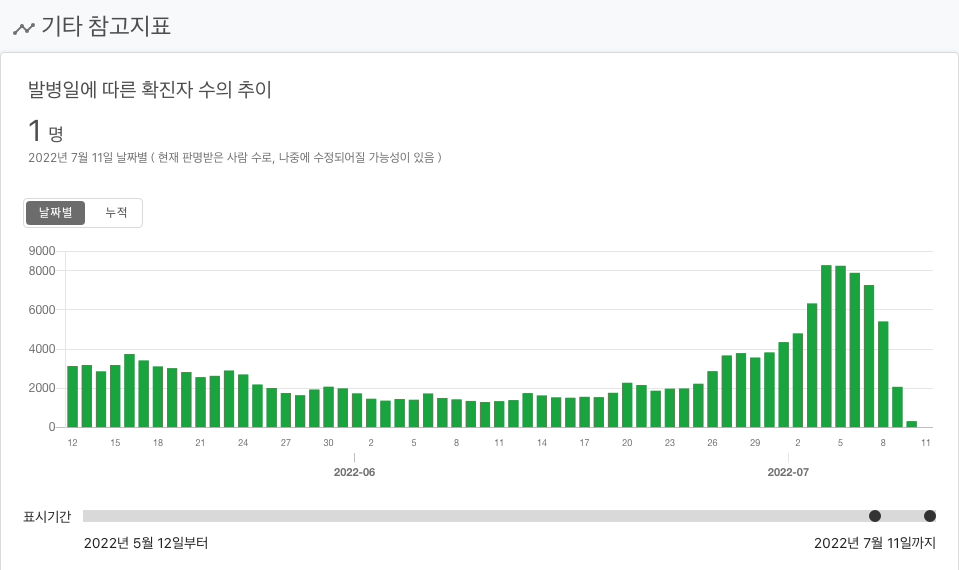 기타 참고지표
발병일에 따른 확진자 수의 추이
1 명
2022년 7월 11일 날짜별 ( 현재 판명받은 사람 수로, 나중에 수정되어질 가능성이 있음 )
날짜별 누적
9000
8000
6000
4000
2000
0
12 15 18 21 24 27 30 2 5 8 11 14 17 20 23 26 29 2 5 8 11
2022-06 2022-07
표시기간
2022년 5월 12일부터 2022년 7월 11일까지